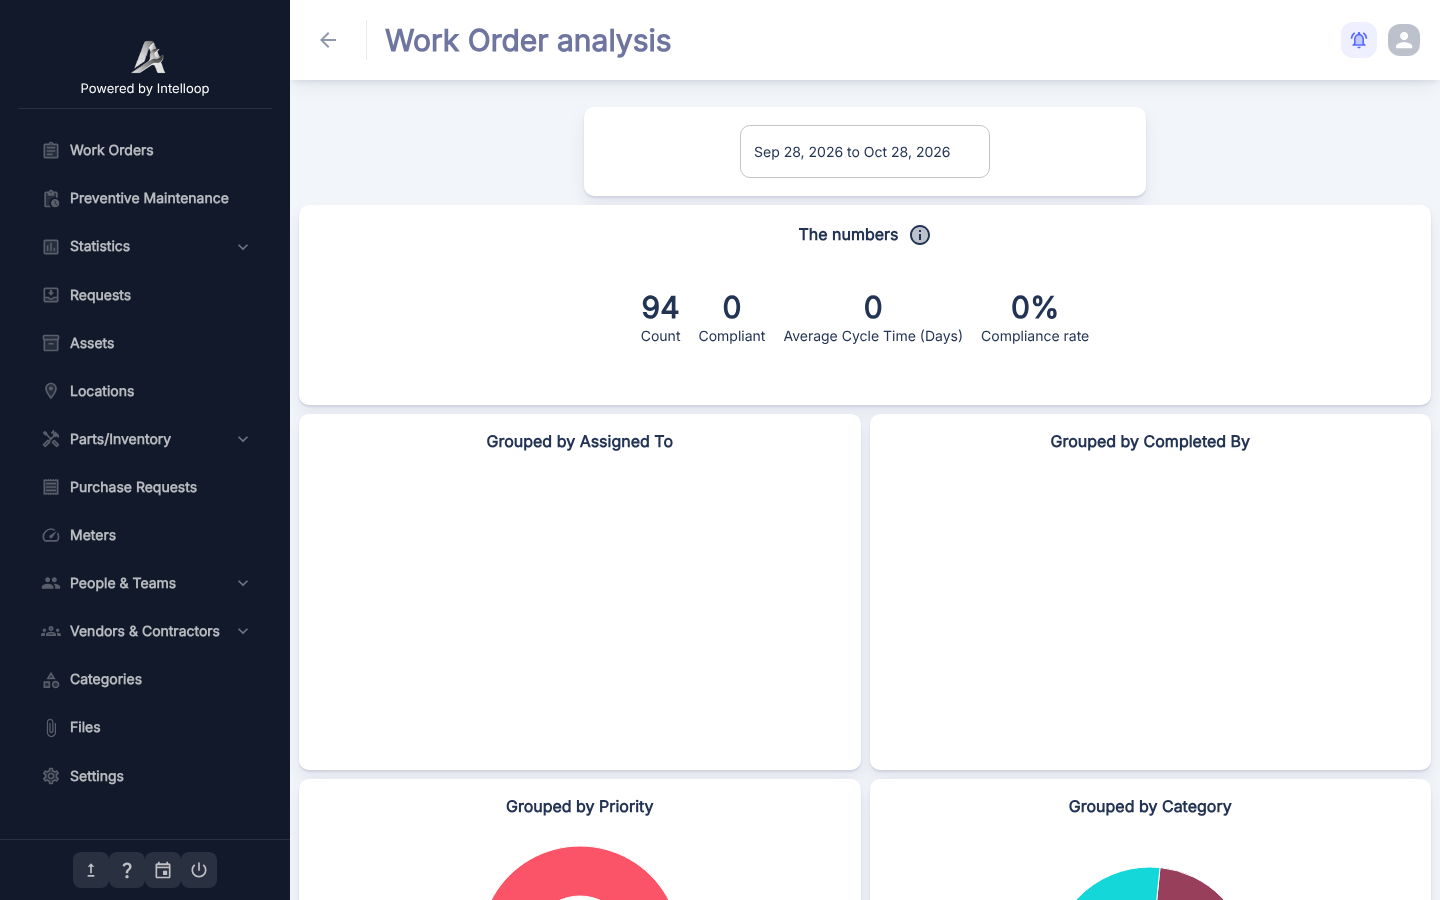 Powered by Intelloop
Work Orders
Preventive Maintenance
Statistics
Requests
Assets
Locations
Parts/Inventory
Purchase Requests
Meters
People & Teams
Vendors & Contractors
Categories
Files
Settings
Work Order analysis
Sep 28, 2026 to Oct 28, 2026
The numbers
94 0 0 0%
Count Compliant Average Cycle Time (Days) Compliance rate
Grouped by Assigned To
Grouped by Completed By
Grouped by Priority
Grouped by Category